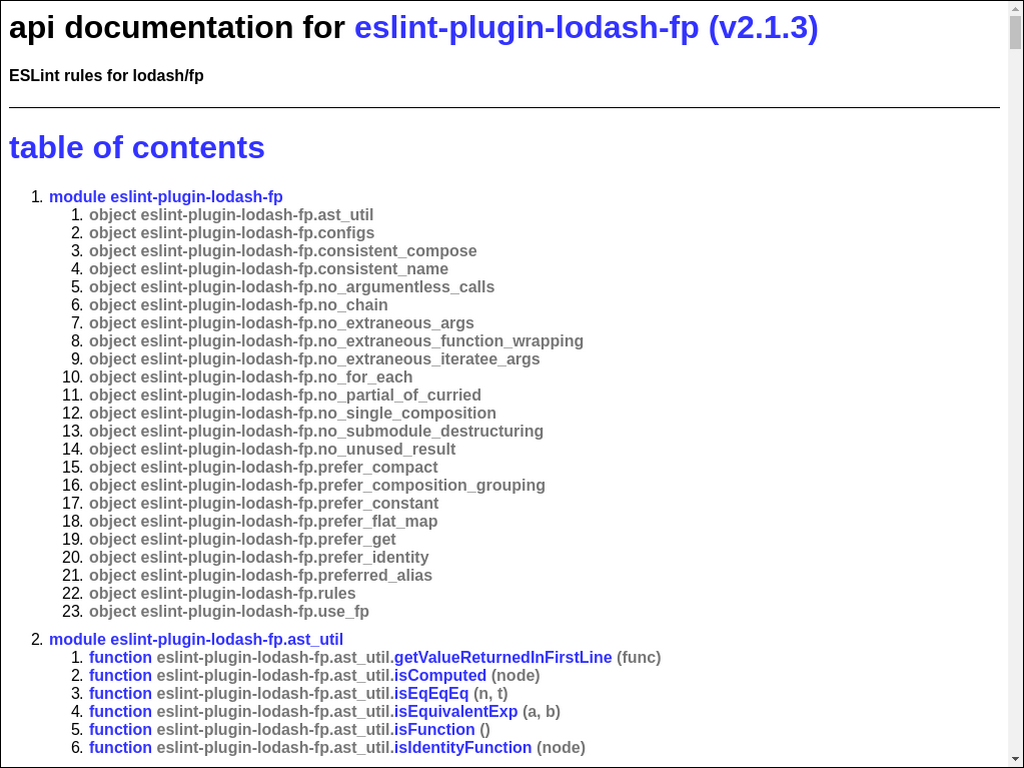 api documentation for eslint-plugin-lodash-fp (v2.1.3)
ESLint rules for lodash/fp
table of contents
1. module eslint-plugin-lodash-fp
1. object eslint-plugin-lodash-fp.ast_util
2. object eslint-plugin-lodash-fp.configs
3. object eslint-plugin-lodash-fp.consistent_compose
4. object eslint-plugin-lodash-fp.consistent_name
5. object eslint-plugin-lodash-fp.no_argumentless_calls
6. object eslint-plugin-lodash-fp.no_chain
7. object eslint-plugin-lodash-fp.no_extraneous_args
8. object eslint-plugin-lodash-fp.no_extraneous_function_wrapping
9. object eslint-plugin-lodash-fp.no_extraneous_iteratee_args
10. object eslint-plugin-lodash-fp.no_for_each
11. object eslint-plugin-lodash-fp.no_partial_of_curried
12. object eslint-plugin-lodash-fp.no_single_composition
13. object eslint-plugin-lodash-fp.no_submodule_destructuring
14. object eslint-plugin-lodash-fp.no_unused_result
15. object eslint-plugin-lodash-fp.prefer_compact
16. object eslint-plugin-lodash-fp.prefer_composition_grouping
17. object eslint-plugin-lodash-fp.prefer_constant
18. object eslint-plugin-lodash-fp.prefer_flat_map
19. object eslint-plugin-lodash-fp.prefer_get
20. object eslint-plugin-lodash-fp.prefer_identity
21. object eslint-plugin-lodash-fp.preferred_alias
22. object eslint-plugin-lodash-fp.rules
23. object eslint-plugin-lodash-fp.use_fp
2. module eslint-plugin-lodash-fp.ast_util
1. function eslint-plugin-lodash-fp.ast_util.getValueReturnedInFirstLine (func)
2. function eslint-plugin-lodash-fp.ast_util.isComputed (node)
3. function eslint-plugin-lodash-fp.ast_util.isEqEqEq (n, t)
4. function eslint-plugin-lodash-fp.ast_util.isEquivalentExp (a, b)
5. function eslint-plugin-lodash-fp.ast_util.isFunction ()
6. function eslint-plugin-lodash-fp.ast_util.isIdentityFunction (node)